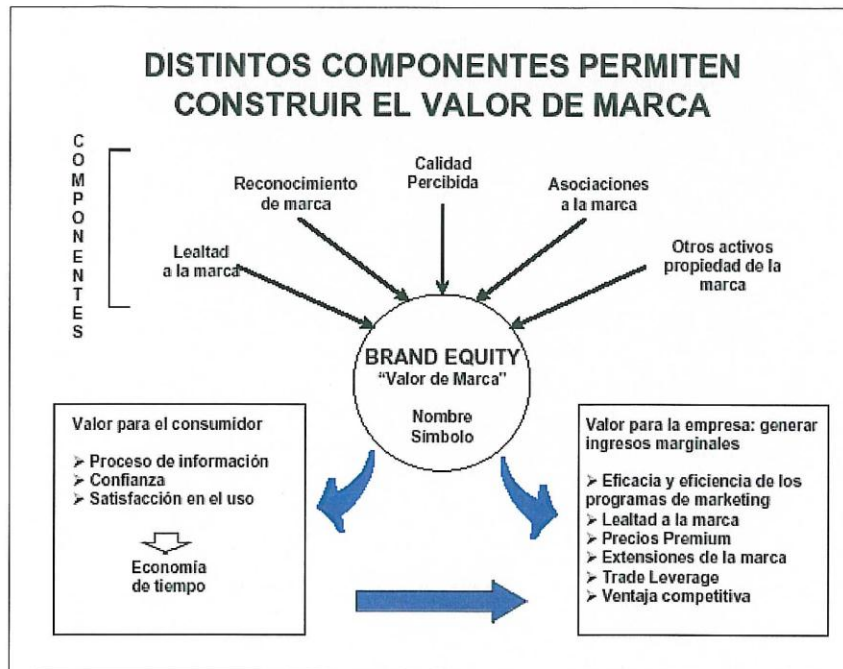 DISTINTOS COMPONENTES PERMITEN
CONSTRUIR EL VALOR DE MARCA
COMPONENTES
Lealtad
a la marca
Reconocimiento
de marca
Calidad
Percibida
Asociaciones
a la marca
Otros activos
propiedad de la
marca
BRAND EQUITY
“Valor de Marca”
Nombre
Símbolo
Valor para el consumidor
➢ Proceso de información
➢ Confianza
➢ Satisfacción en el uso
Economía
de tiempo
Valor para la empresa: generar
ingresos marginales
➢ Eficacia y eficiencia de los
programas de marketing
➢ Lealtad a la marca
➢ Precios Premium
➢ Extensiones de la marca
➢ Trade Leverage
➢ Ventaja competitiva